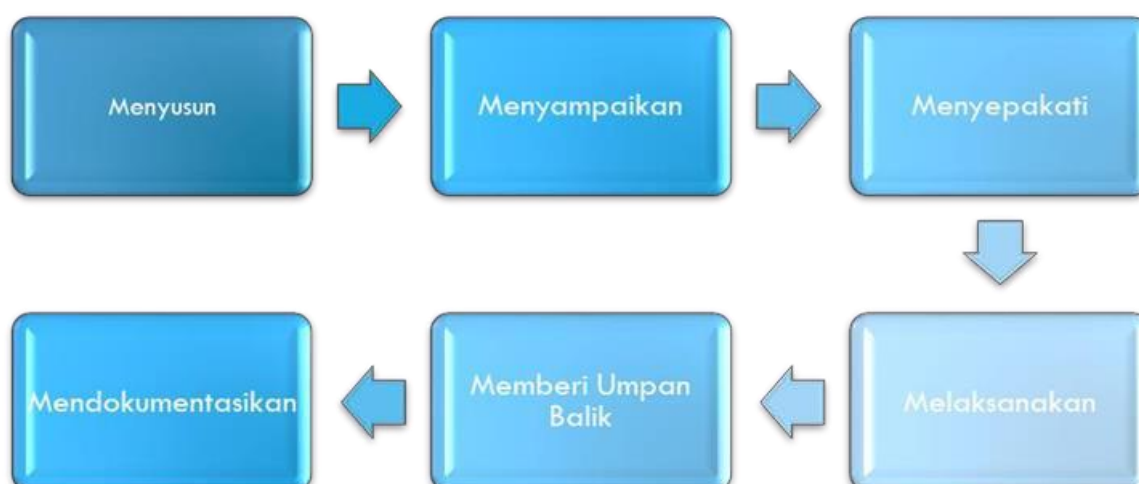 Menyusun
Menyampaikan
Menyepakati
Melaksanakan
Memberi Umpan
Balik
Mendokumentasikan